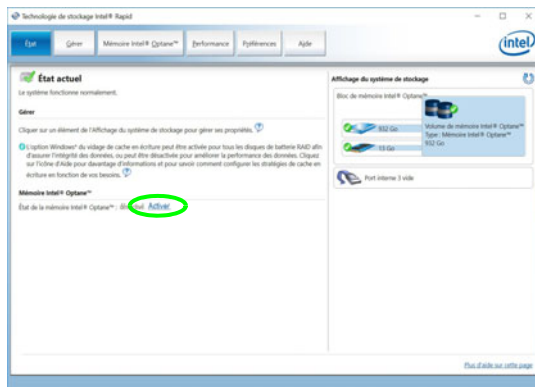 Technologie de stockage Intel® Rapid
État
Gérer
Mémoire Intel® Optane™
Performance
Préférences
Aide
intel
État actuel
Le système fonctionne normalement.
Gérer
Cliquer sur un élément de l'Affichage du système de stockage pour gérer ses propriétés.
L'option Windows* du vidage de cache en écriture peut être activée pour tous les disques de batterie RAID afin
d'assurer l'intégrité des données, ou peut être désactivée pour améliorer la performance des données. Cliquez
sur l'icône d'Aide pour davantage d'informations et pour savoir comment configurer les stratégies de cache en
écriture en fonction de vos besoins.
Mémoire Intel® Optane™
État de la mémoire Intel® Optane™ : désactivé Activer
Affichage du système de stockage
Bloc de mémoire Intel® Optane™
932 Go
13 Go
Volume de mémoire Intel® Optane™
Type : Mémoire Intel® Optane™
932 Go
Port interne 3 vide
Plus d'aide sur cette page